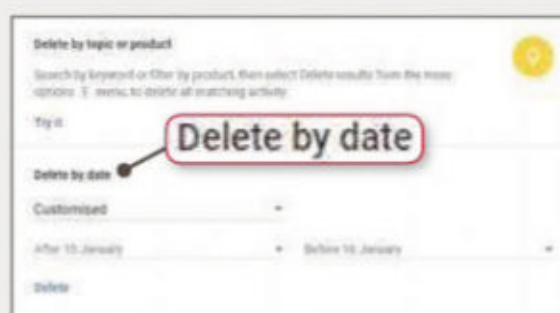 Delete by topic or product
Search by keyword or filter by product, then select Delete results from the more
options ⋮ menu, to delete all matching activity
Try it
Delete by date
Delete by date
Customised
After 15 January Before 16 January
Delete